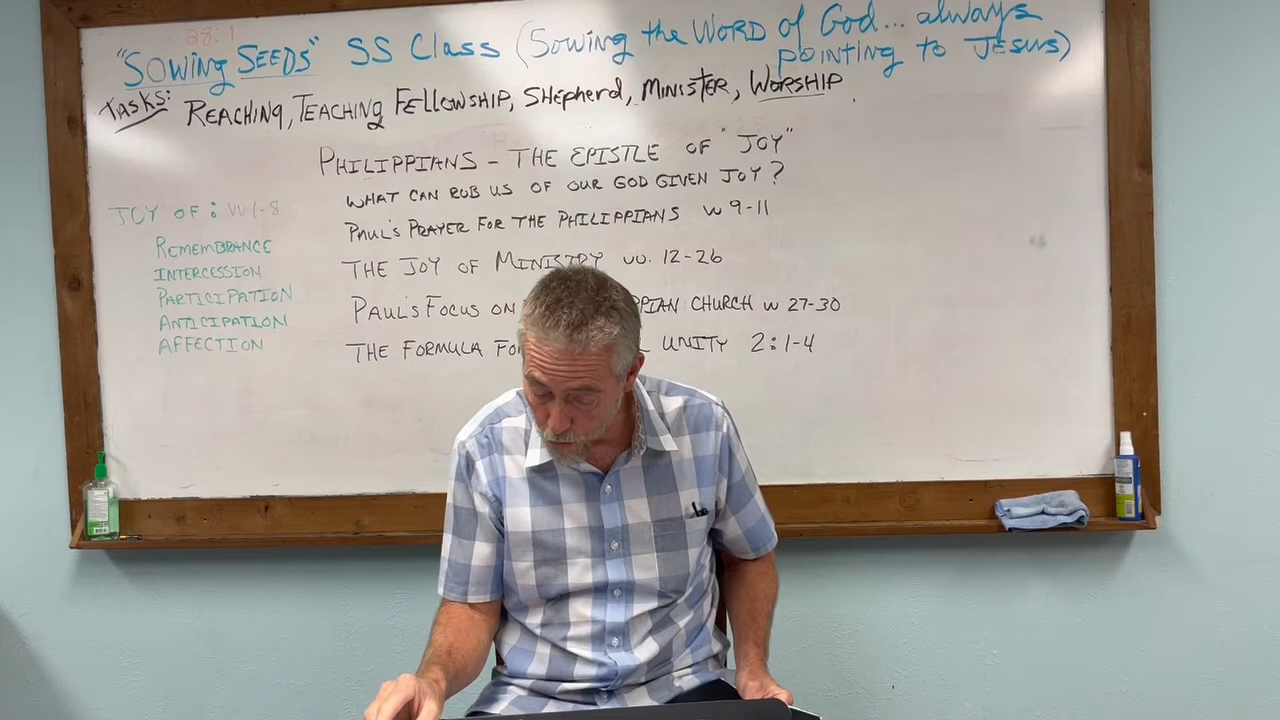 28:1
"SOWING SEEDS" SS Class (SOWING the WORD of God... always
pointing to JESUS)
TASKS: REACHING, TEACHING FELLOWSHIP, Shepherd, MINISTER, WORSHIP
PHILIPPIANS - THE EPISTLE OF "JOY"
WHAT CAN ROB US OF OUR GOD GIVEN JOY?
PAUL'S PRAYER FOR THE PHILIPPIANS vv 9-11
THE JOY OF MINISTRY vv. 12-26
PAUL'S FOCUS ON PIAN CHURCH vv 27-30
THE FORMULA FO UNITY 2:1-4
JOY OF: VV 1-8
REMEMBRANCE
INTERCESSION
PARTICIPATION
ANTICIPATION
AFFECTION